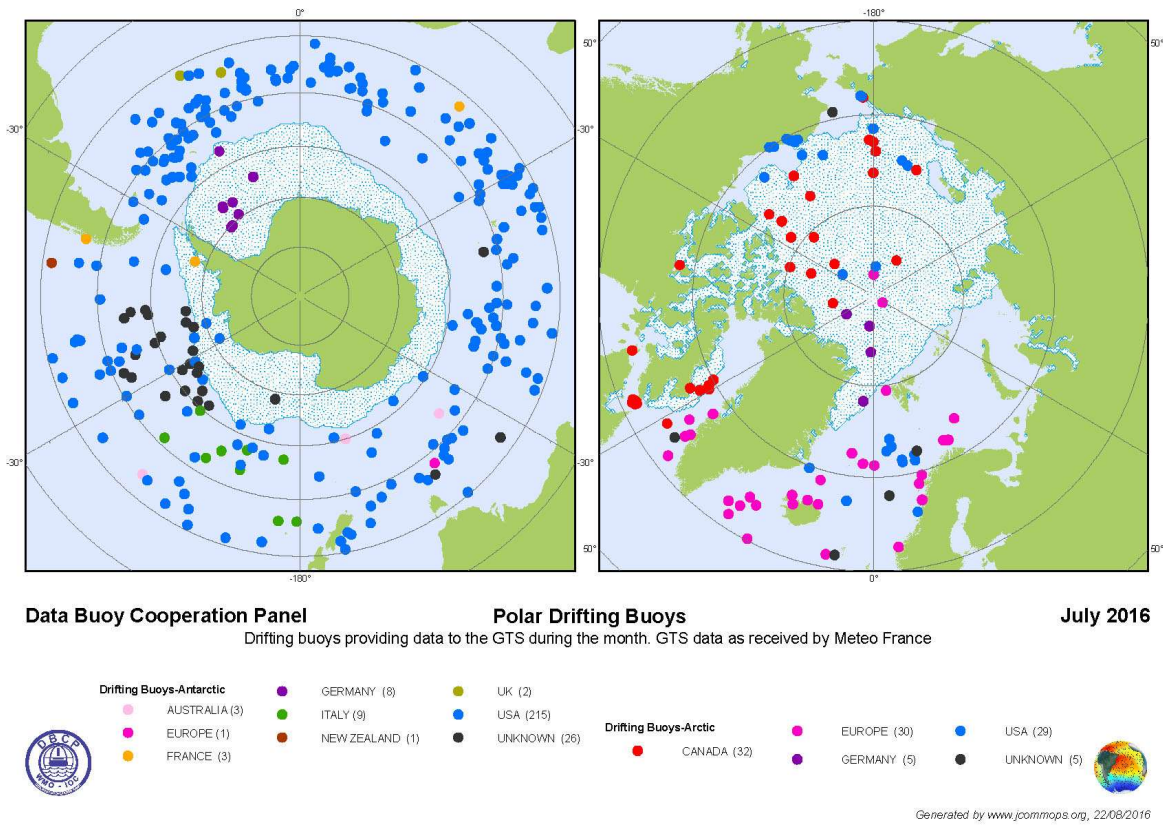 0°
-180°
50°
50°
-30°
-30°
-30°
-30°
-30°
-30°
50°
50°
-180°
0°
Data Buoy Cooperation Panel
Polar Drifting Buoys
July 2016
Drifting buoys providing data to the GTS during the month. GTS data as received by Meteo France
Drifting Buoys-Antarctic
AUSTRALIA (3)
EUROPE (1)
FRANCE (3)
GERMANY (8)
ITALY (9)
NEW ZEALAND (1)
UK (2)
USA (215)
UNKNOWN (26)
Drifting Buoys-Arctic
CANADA (32)
EUROPE (30)
GERMANY (5)
USA (29)
UNKNOWN (5)
DBCP
WMO - IOC
Generated by www.jcommops.org, 22/08/2016